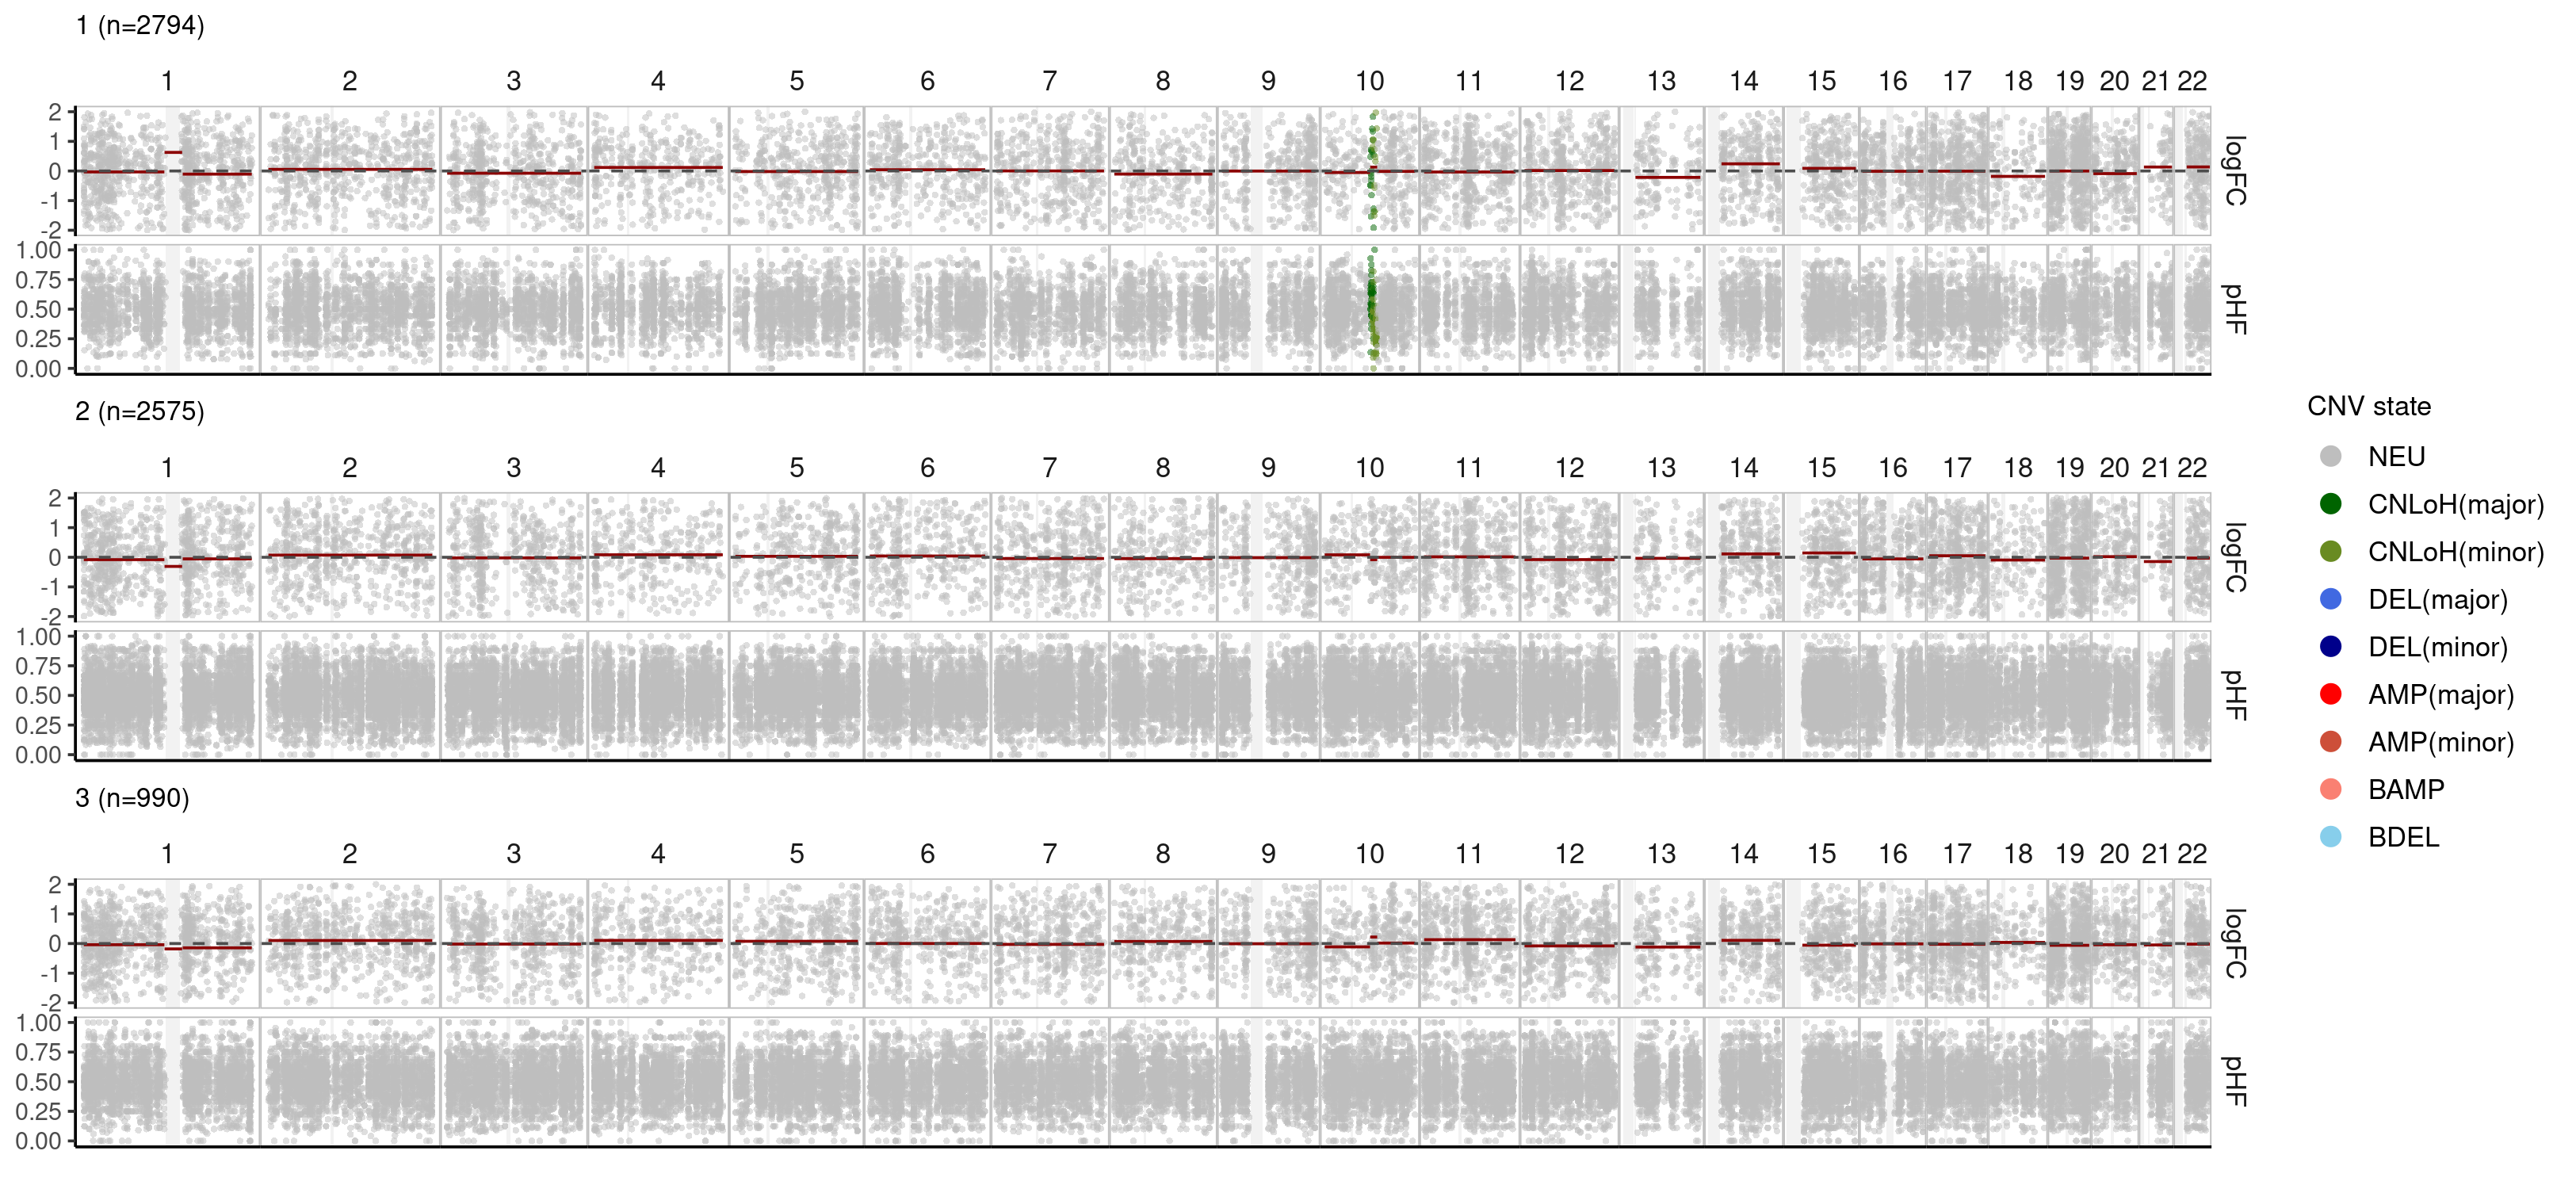 1 (n=2794)
1 2 3 4 5 6 7 8 9 10 11 12 13 14 15 16 17 18 19 20 21 22
2
1
0
-1
-2
logFC
1.00
0.75
0.50
0.25
0.00
pHF
2 (n=2575)
1 2 3 4 5 6 7 8 9 10 11 12 13 14 15 16 17 18 19 20 21 22
2
1
0
-1
-2
logFC
1.00
0.75
0.50
0.25
0.00
pHF
3 (n=990)
1 2 3 4 5 6 7 8 9 10 11 12 13 14 15 16 17 18 19 20 21 22
2
1
0
-1
-2
logFC
1.00
0.75
0.50
0.25
0.00
pHF
CNV state
NEU
CNLoH(major)
CNLoH(minor)
DEL(major)
DEL(minor)
AMP(major)
AMP(minor)
BAMP
BDEL